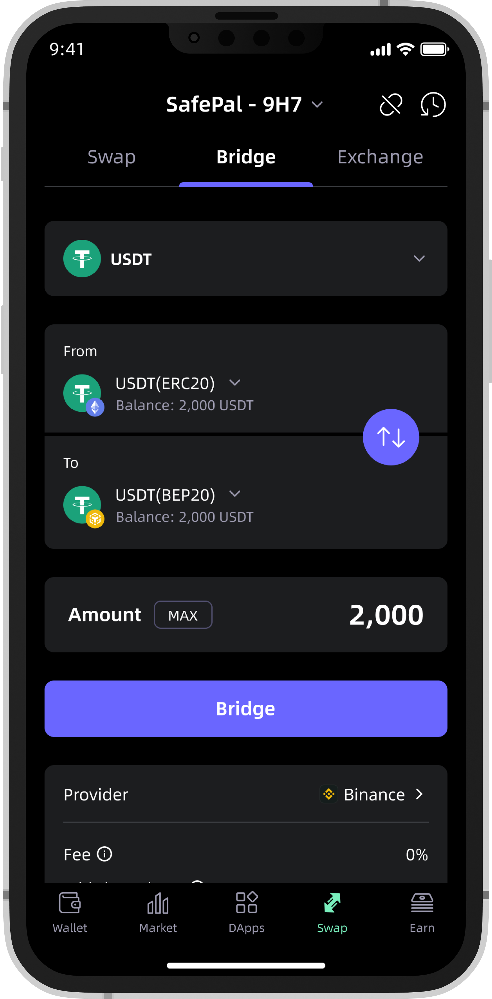 9:41
SafePal - 9H7
Swap Bridge Exchange
USDT
From
USDT(ERC20)
Balance: 2,000 USDT
To
USDT(BEP20)
Balance: 2,000 USDT
Amount MAX 2,000
Bridge
Provider Binance
Fee 0%
Wallet Market DApps Swap Earn